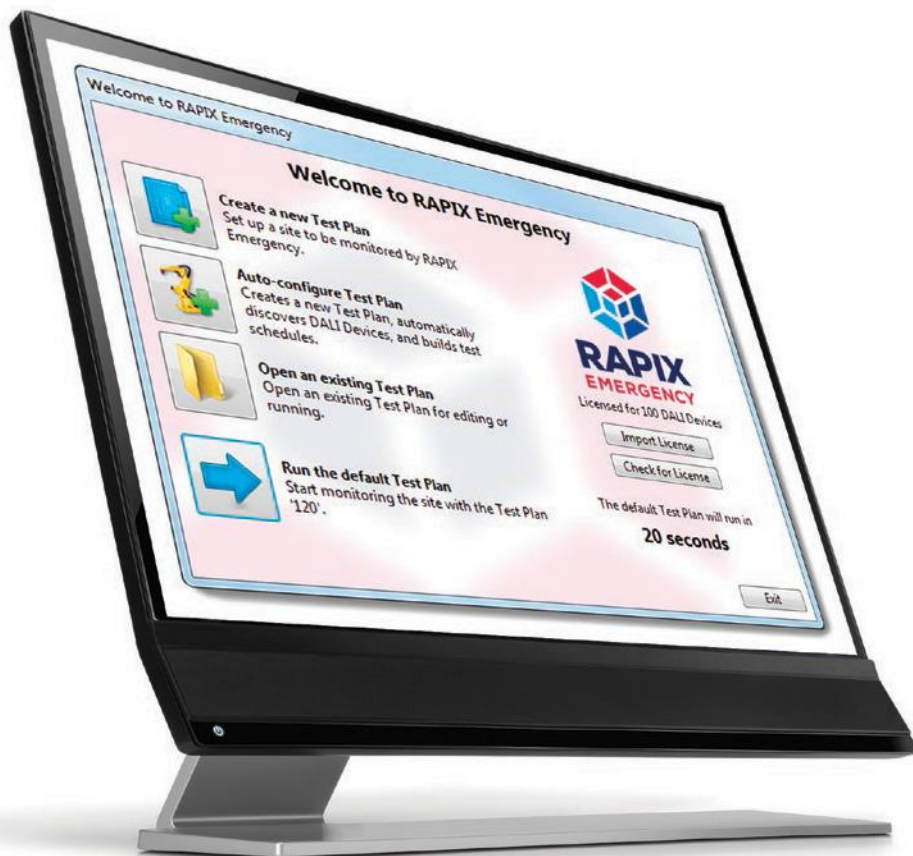 Welcome to RAPIX Emergency
Welcome to RAPIX Emergency
Create a new Test Plan
Set up a site to be monitored by RAPIX
Emergency.
Auto-configure Test Plan
Creates a new Test Plan, automatically
discovers DALI Devices, and builds test
schedules.
Open an existing Test Plan
Open an existing Test Plan for editing or
running.
Run the default Test Plan
Start monitoring the site with the Test Plan
'120'.
RAPIX
EMERGENCY
Licensed for 100 DALI Devices
Import License
Check for License
The default Test Plan will run in
20 seconds
Exit